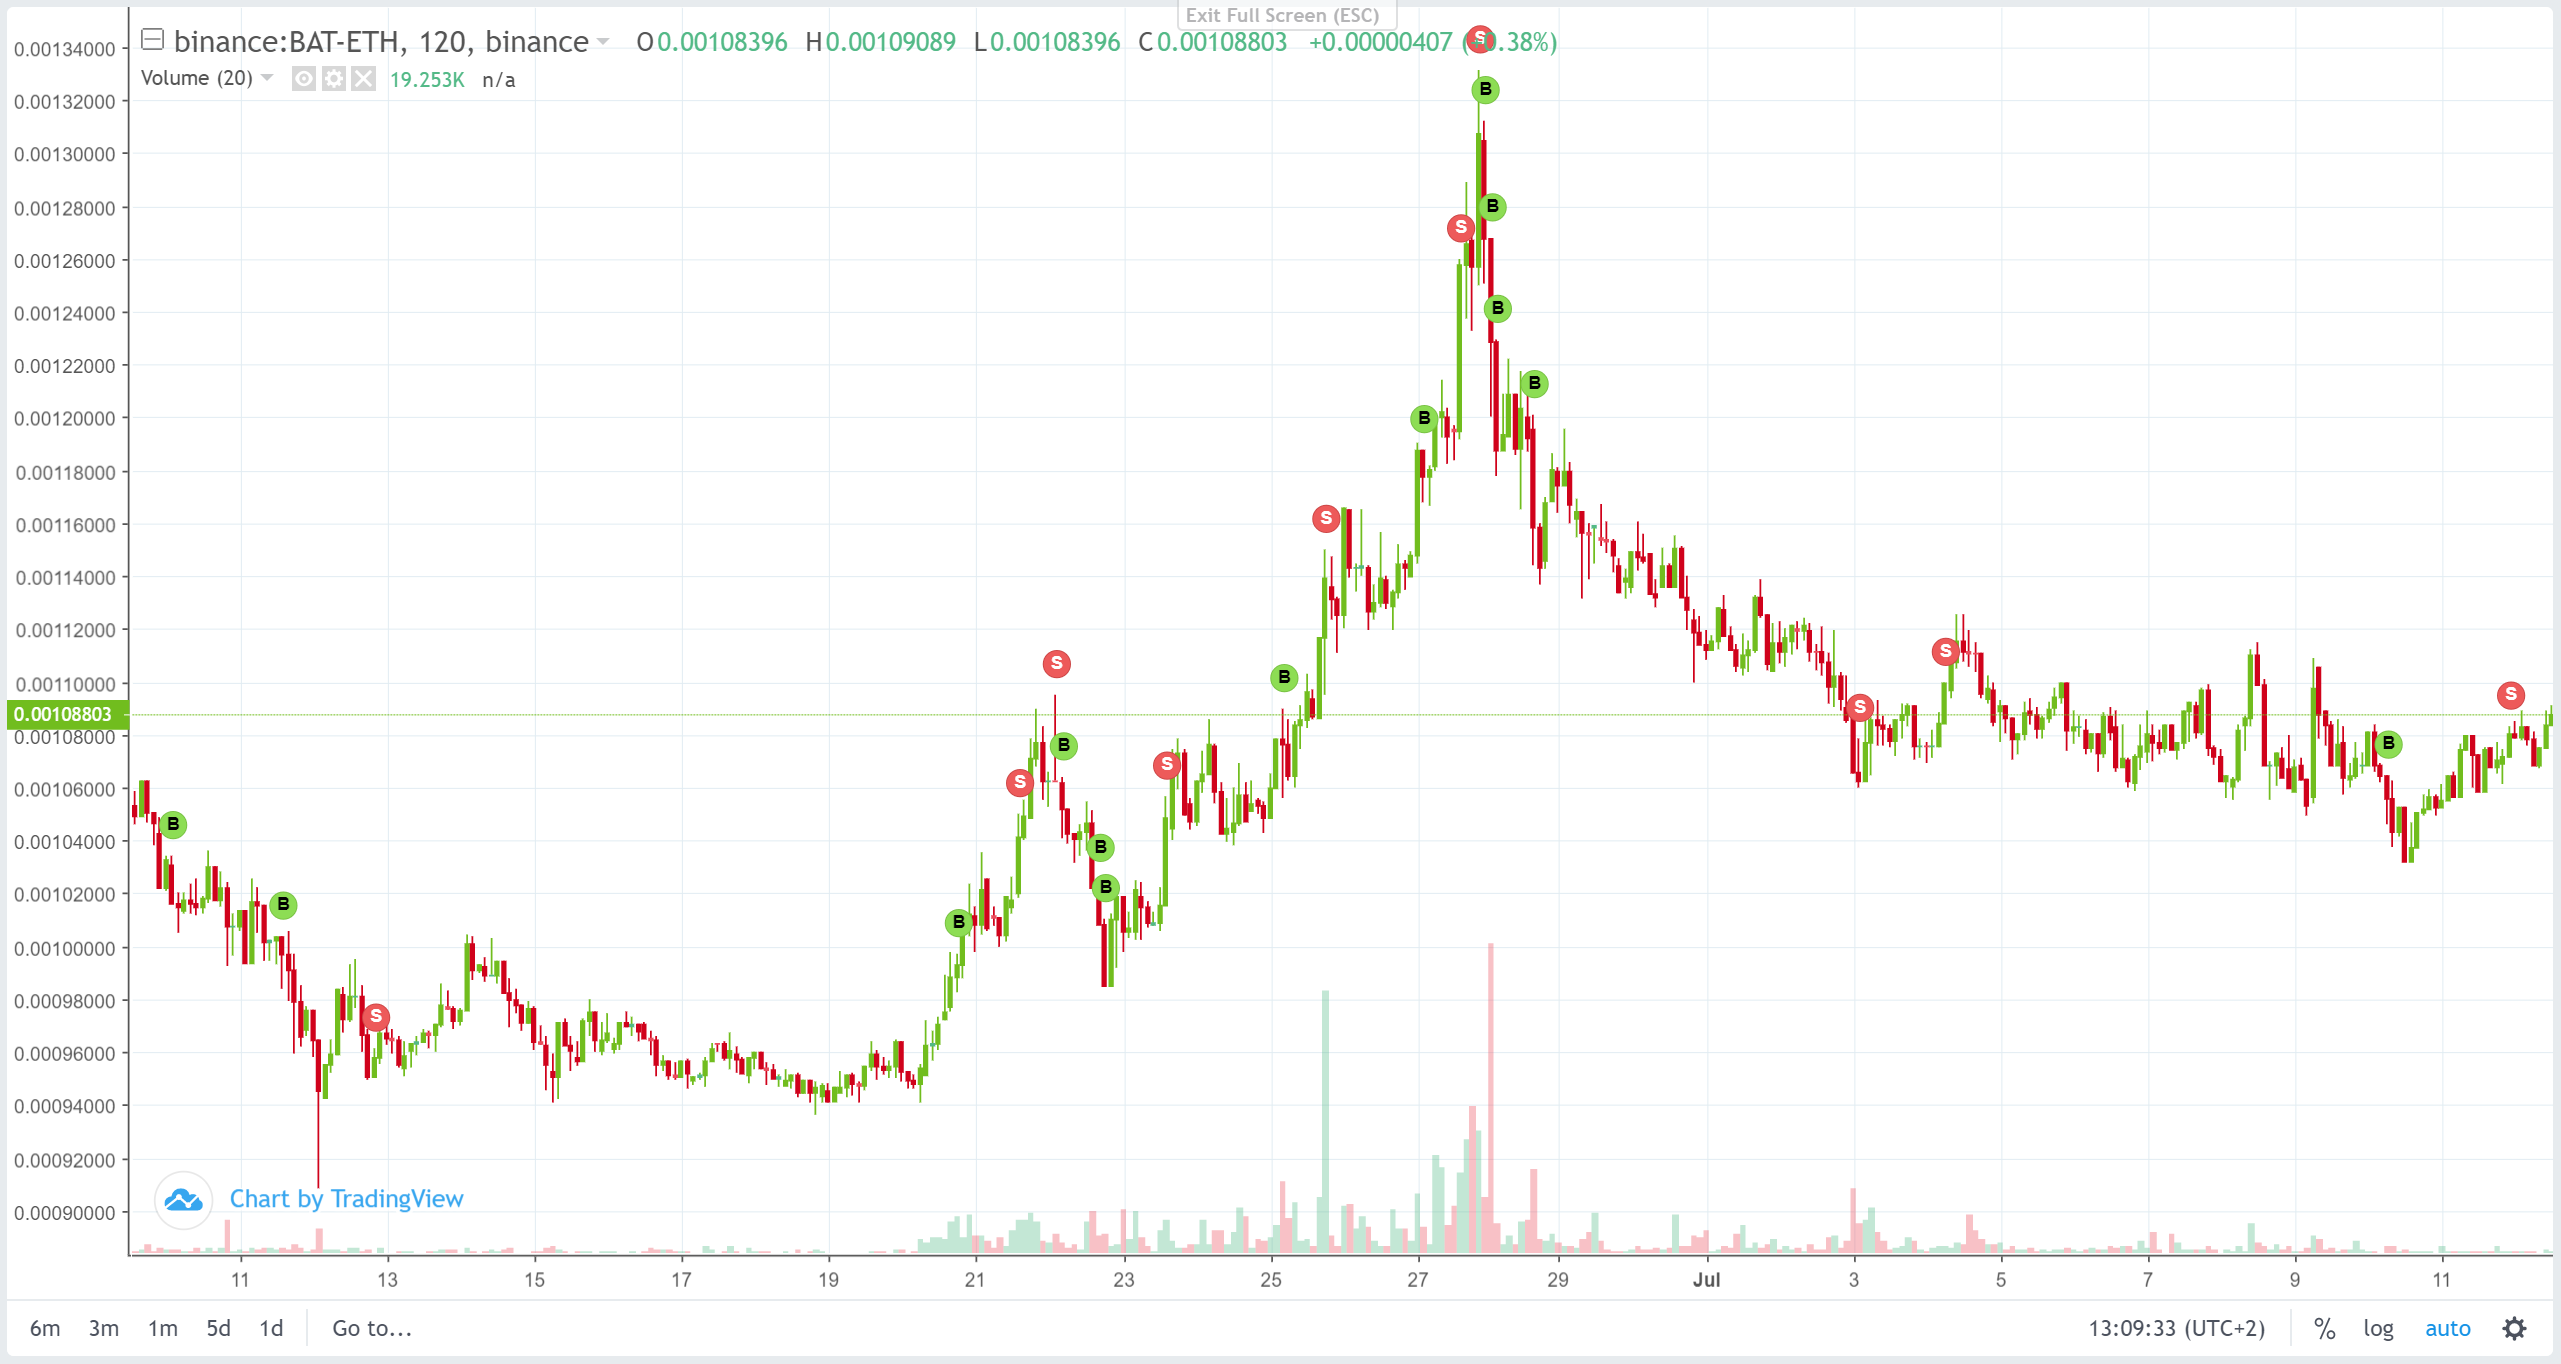 Exit Full Screen (ESC)
binance:BAT-ETH, 120, binance O0.00108396 H0.00109089 L0.00108396 C0.00108803 +0.00000407 (+0.38%)
Volume (20) 19.253K n/a
0.00134000
0.00132000
0.00130000
0.00128000
0.00126000
0.00124000
0.00122000
0.00120000
0.00118000
0.00116000
0.00114000
0.00112000
0.00110000
0.00108803
0.00108000
0.00106000
0.00104000
0.00102000
0.00100000
0.00098000
0.00096000
0.00094000
0.00092000
0.00090000
S
B
B
S
B
B
B
S
S
S
B
S
S
B
S
S
B
S
B
B
B
B
B
S
Chart by TradingView
11 13 15 17 19 21 23 25 27 29 Jul 3 5 7 9 11
6m 3m 1m 5d 1d Go to... 13:09:33 (UTC+2) % log auto